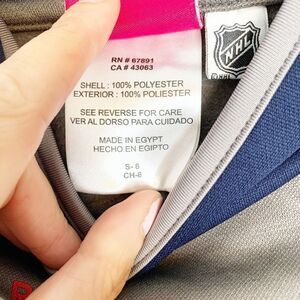 RN # 67891
CA # 43063
SHELL : 100% POLYESTER
EXTERIOR : 100% POLIESTER
SEE REVERSE FOR CARE
VER AL DORSO PARA CUIDADO
MADE IN EGYPT
HECHO EN EGIPTO
S- 6
CH-6
NHL